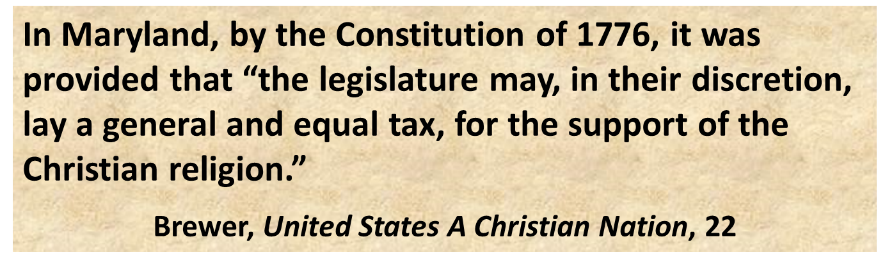 In Maryland, by the Constitution of 1776, it was
provided that “the legislature may, in their discretion,
lay a general and equal tax, for the support of the
Christian religion.”
Brewer, United States A Christian Nation, 22